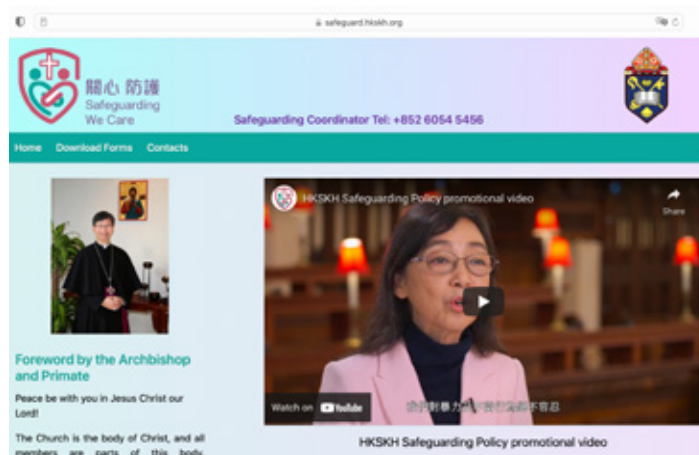 safeguard.hkskh.org
關心 防護
Safeguarding
We Care
Safeguarding Coordinator Tel: +852 6054 5456
Home Download Forms Contacts
HKSKH Safeguarding Policy promotional video
Share
Watch on YouTube
Foreword by the Archbishop
and Primate
Peace be with you in Jesus Christ our
Lord!
The Church is the body of Christ, and all
members are parts of this body.
HKSKH Safeguarding Policy promotional video